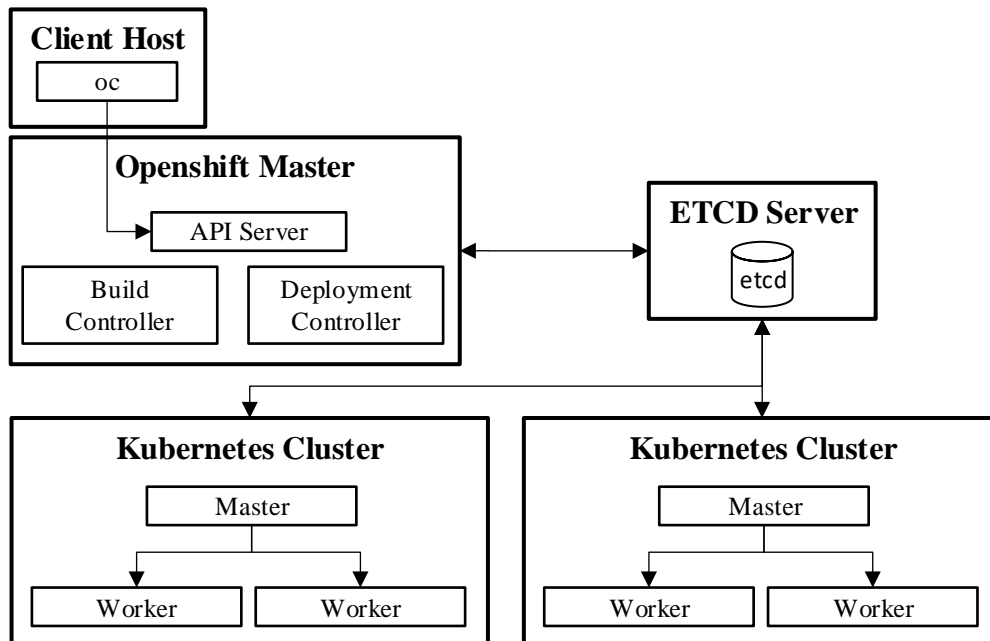 Client Host
oc
Openshift Master
API Server
Build
Controller
Deployment
Controller
ETCD Server
etcd
Kubernetes Cluster
Master
Worker
Worker
Kubernetes Cluster
Master
Worker
Worker